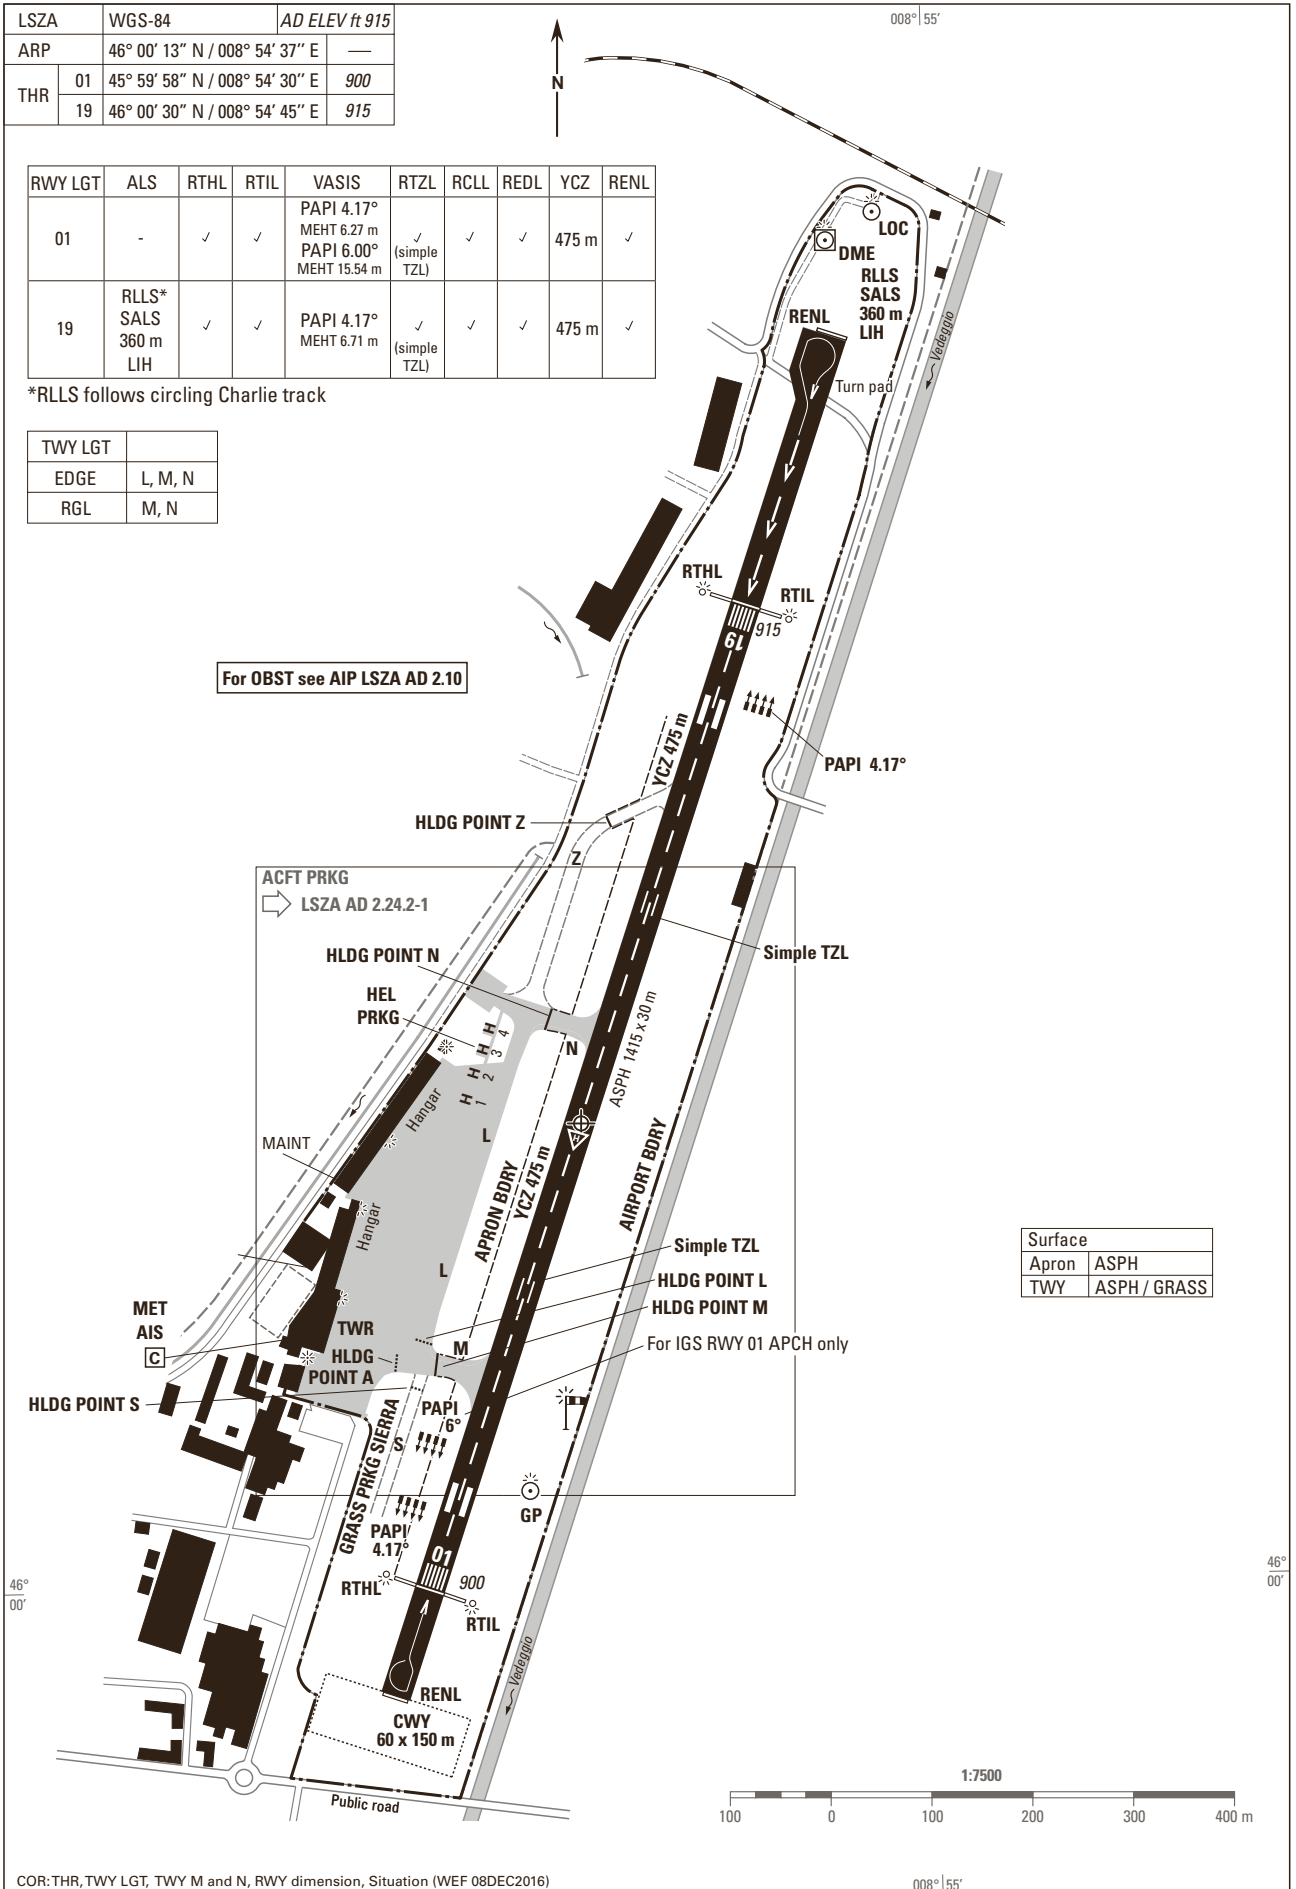 LSZA WGS-84 AD ELEV ft 915
ARP 46° 00′ 13″ N / 008° 54′ 37″ E —
THR 01 45° 59′ 58″ N / 008° 54′ 30″ E 900
19 46° 00′ 30″ N / 008° 54′ 45″ E 915
008° 55′
N
RWY LGT ALS RTHL RTIL VASIS RTZL RCLL REDL YCZ RENL
01 - ✓ ✓ PAPI 4.17° MEHT 6.27 m PAPI 6.00° MEHT 15.54 m ✓ (simple TZL) ✓ ✓ 475 m ✓
19 RLLS* SALS 360 m LIH ✓ ✓ PAPI 4.17° MEHT 6.71 m ✓ (simple TZL) ✓ ✓ 475 m ✓
*RLLS follows circling Charlie track
TWY LGT
EDGE L, M, N
RGL M, N
LOC
DME
RLLS
SALS
360 m
LIH
RENL
Vedeggio
Turn pad
RTHL
RTIL
915
19
For OBST see AIP LSZA AD 2.10
YCZ 475 m
PAPI 4.17°
HLDG POINT Z
Z
ACFT PRKG
LSZA AD 2.24.2-1
Simple TZL
HLDG POINT N
HEL
PRKG
H 4
H 3
H 2
H 1
N
ASPH 1415 x 30 m
Hangar
MAINT
L
APRON BDRY
YCZ 475 m
AIRPORT BDRY
Hangar
Simple TZL
L
HLDG POINT L
HLDG POINT M
MET
AIS
C
TWR
M
For IGS RWY 01 APCH only
HLDG
POINT A
HLDG POINT S
PAPI
6°
S
GRASS PRKG SIERRA
GP
PAPI
4.17°
01
RTHL
900
RTIL
Vedeggio
RENL
CWY
60 x 150 m
Public road
Surface
Apron ASPH
TWY ASPH / GRASS
46°
00′
46°
00′
1:7500
100 0 100 200 300 400 m
COR: THR, TWY LGT, TWY M and N, RWY dimension, Situation (WEF 08DEC2016)
008° 55′